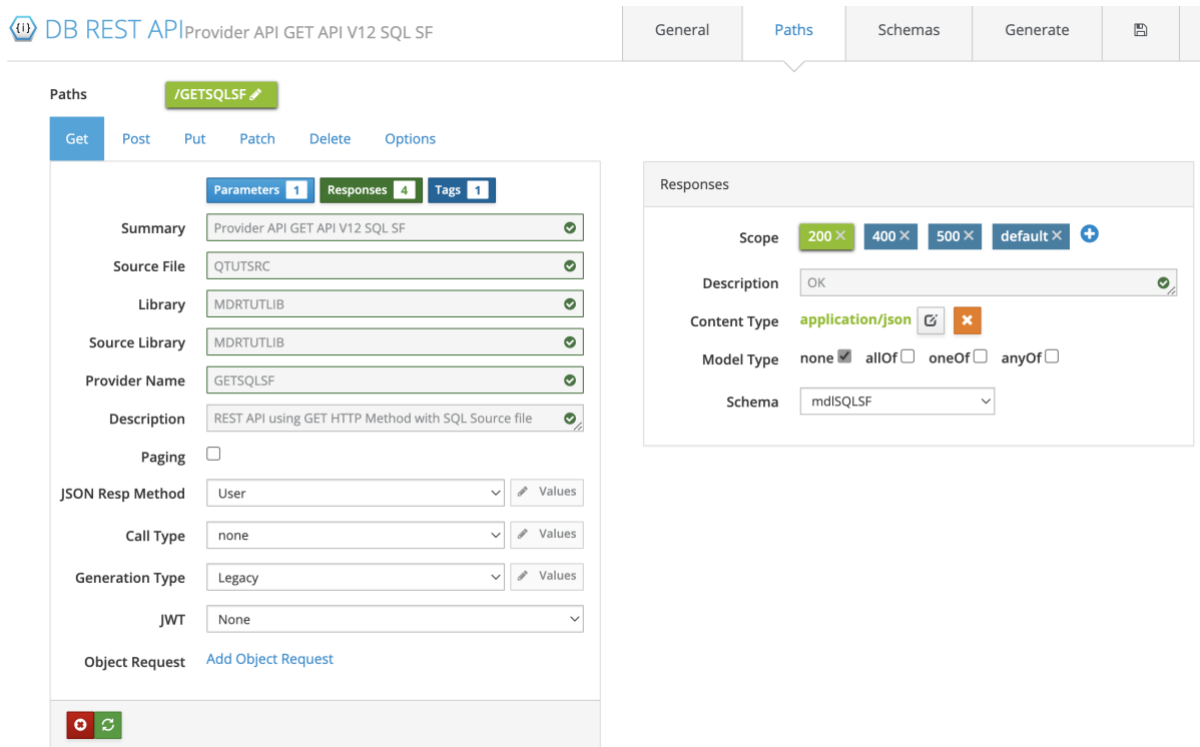 DB REST API Provider API GET API V12 SQL SF
General Paths Schemas Generate
Paths /GETSQLSF
Get Post Put Patch Delete Options
Parameters 1 Responses 4 Tags 1
Summary Provider API GET API V12 SQL SF
Source File QTUTSRC
Library MDRTUTLIB
Source Library MDRTUTLIB
Provider Name GETSQLSF
Description REST API using GET HTTP Method with SQL Source file
Paging
JSON Resp Method User Values
Call Type none Values
Generation Type Legacy Values
JWT None
Object Request Add Object Request
Responses
Scope 200 400 500 default
Description OK
Content Type application/json
Model Type none allOf oneOf anyOf
Schema mdlSQLSF